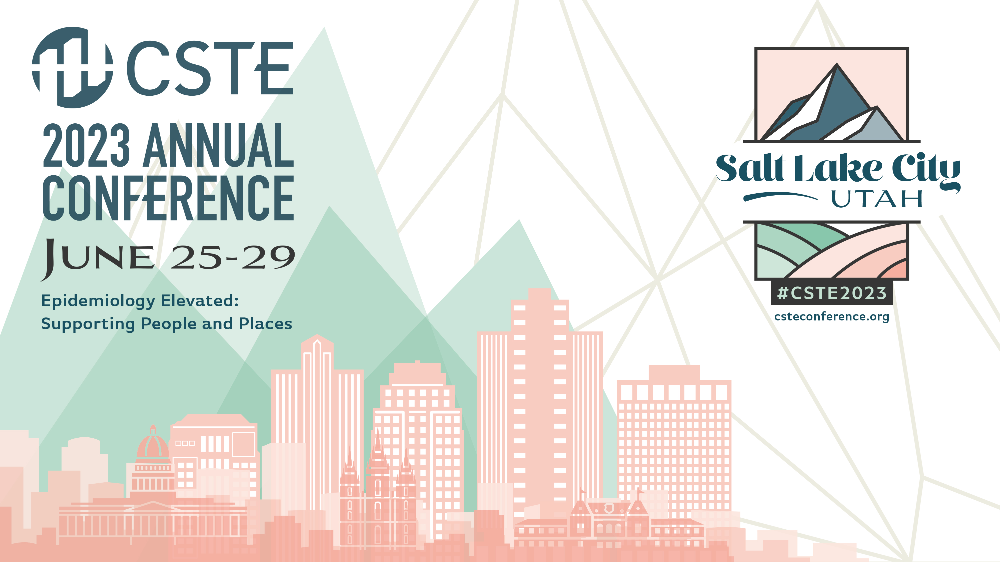 CSTE
2023 ANNUAL
CONFERENCE
JUNE 25-29
Epidemiology Elevated:
Supporting People and Places
Salt Lake City
UTAH
#CSTE2023
csteconference.org